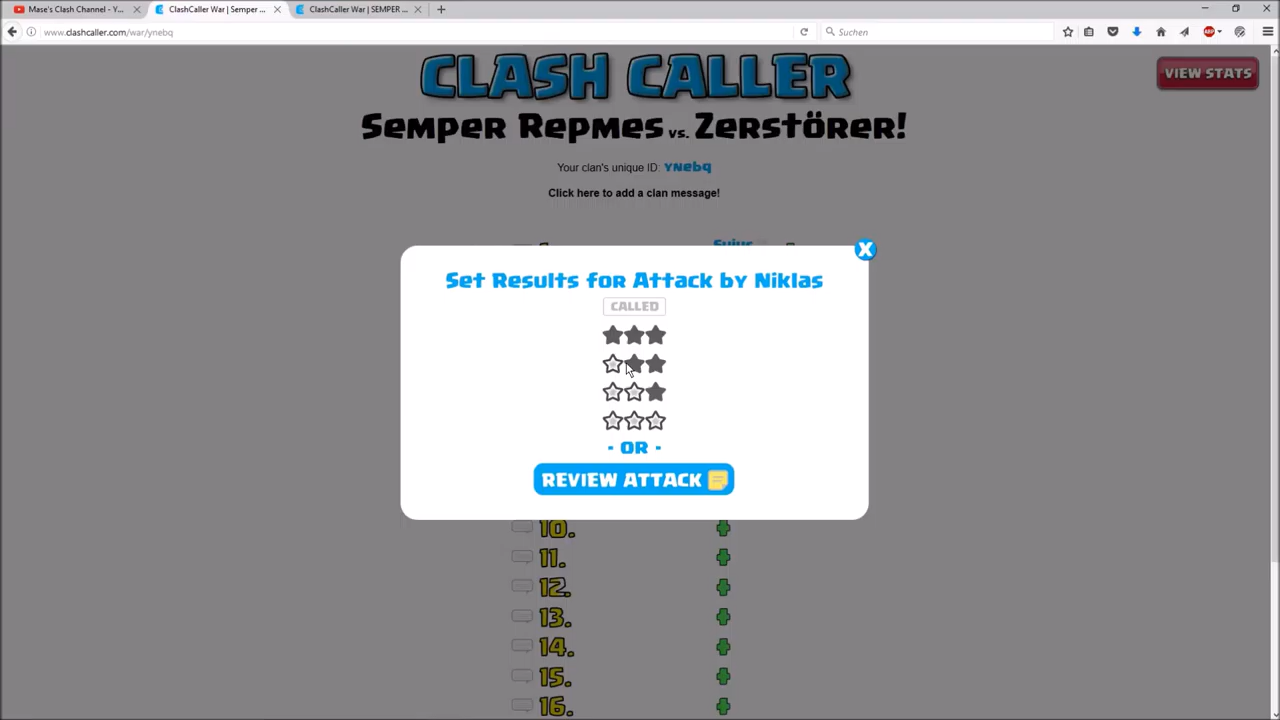 Mase's Clash Channel - Y...
ClashCaller War | Semper ...
ClashCaller War | SEMPER ...
www.clashcaller.com/war/ynebq
Suchen
ABP
CLASH CALLER
VIEW STATS
Semper Repmes vs. Zerstörer!
Your clan's unique ID: ynebq
Click here to add a clan message!
Set Results for Attack by Niklas
CALLED
- OR -
REVIEW ATTACK
10.
11.
12.
13.
14.
15.
16.